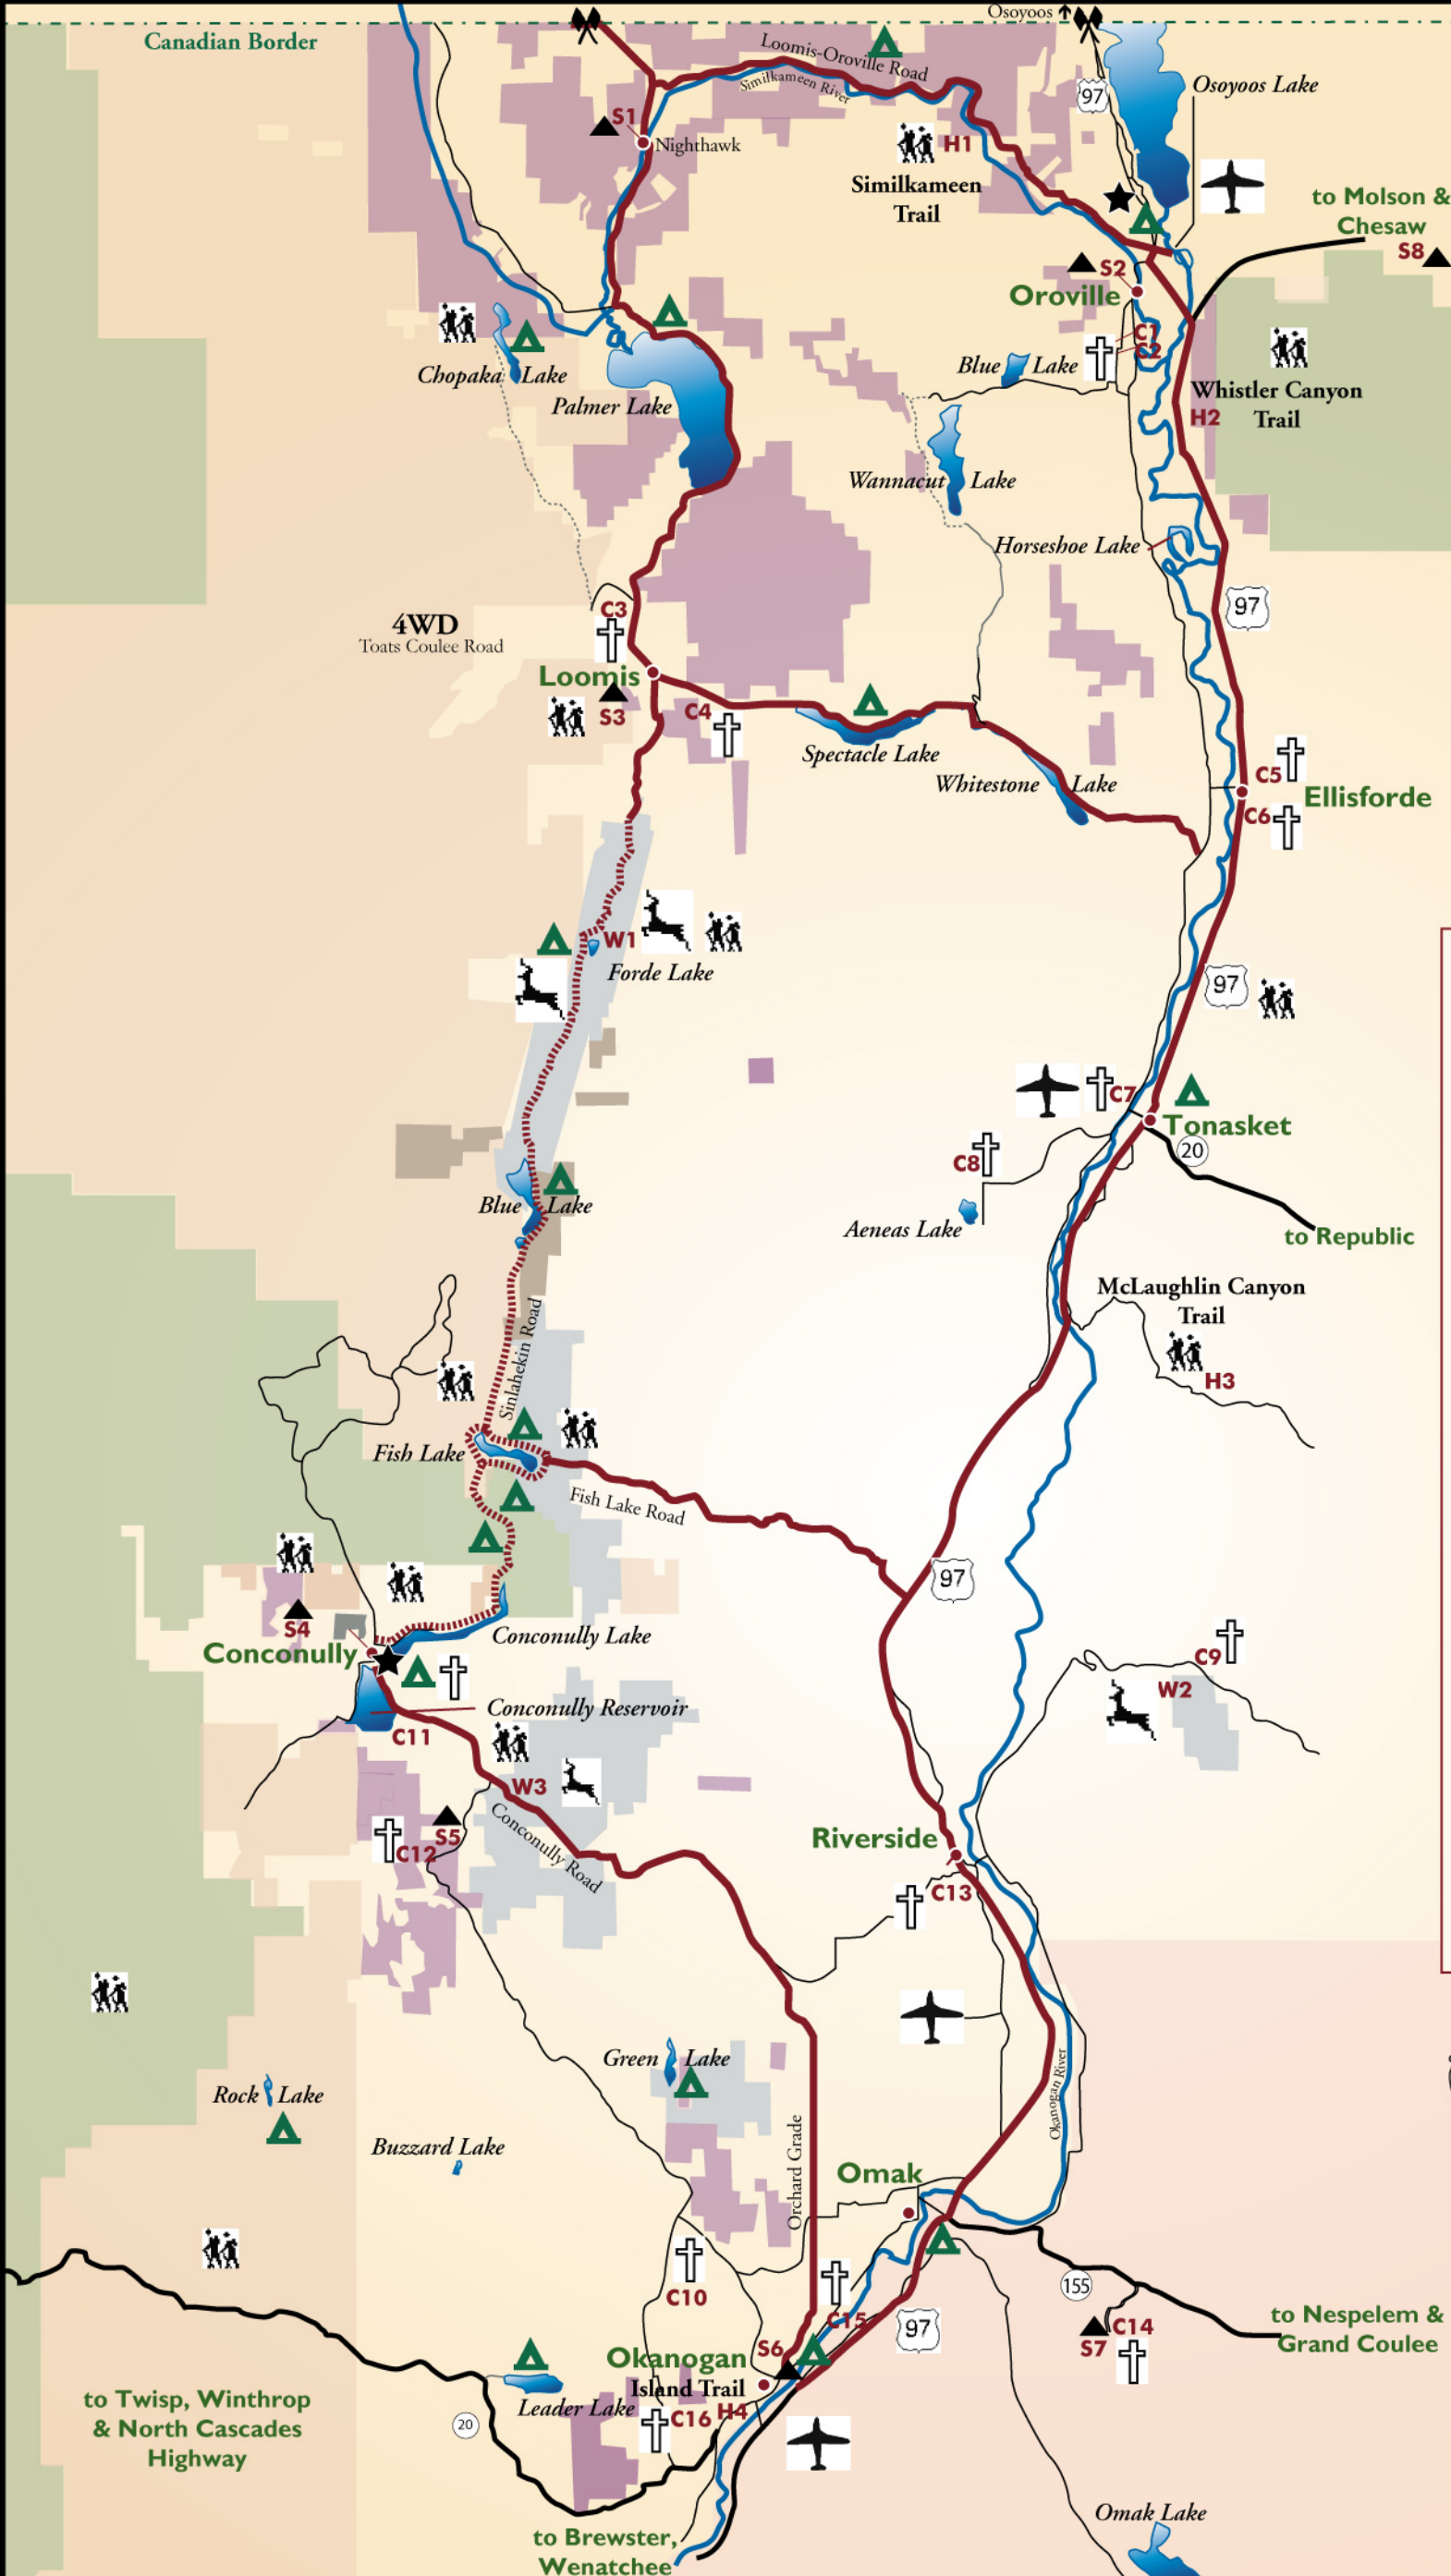 Osoyoos
Canadian Border
Loomis-Oroville Road
Similkameen River
97
Osoyoos Lake
S1
Nighthawk
H1
Similkameen
Trail
to Molson &
Chesaw
S8
S2
Oroville
C1
C2
Blue Lake
Chopaka Lake
Palmer Lake
Whistler Canyon
Trail
H2
Wannacut Lake
Horseshoe Lake
97
4WD
Toats Coulee Road
C3
Loomis
S3
C4
Spectacle Lake
Whitestone Lake
C5
Ellisforde
C6
W1
Forde Lake
97
C7
Tonasket
20
C8
Aeneas Lake
to Republic
Blue Lake
McLaughlin Canyon
Trail
H3
Sinlahekin Road
Fish Lake
Fish Lake Road
97
S4
Conconully
Conconully Lake
C9
W2
Conconully Reservoir
C11
W3
Conconully Road
S5
C12
Riverside
C13
Green Lake
Rock Lake
Buzzard Lake
Okanogan River
Orchard Grade
Omak
C10
155
C15
97
C14
S7
to Nespelem &
Grand Coulee
S6
Okanogan
Island Trail
H4
C16
Leader Lake
20
to Twisp, Winthrop
& North Cascades
Highway
Omak Lake
to Brewster,
Wenatchee